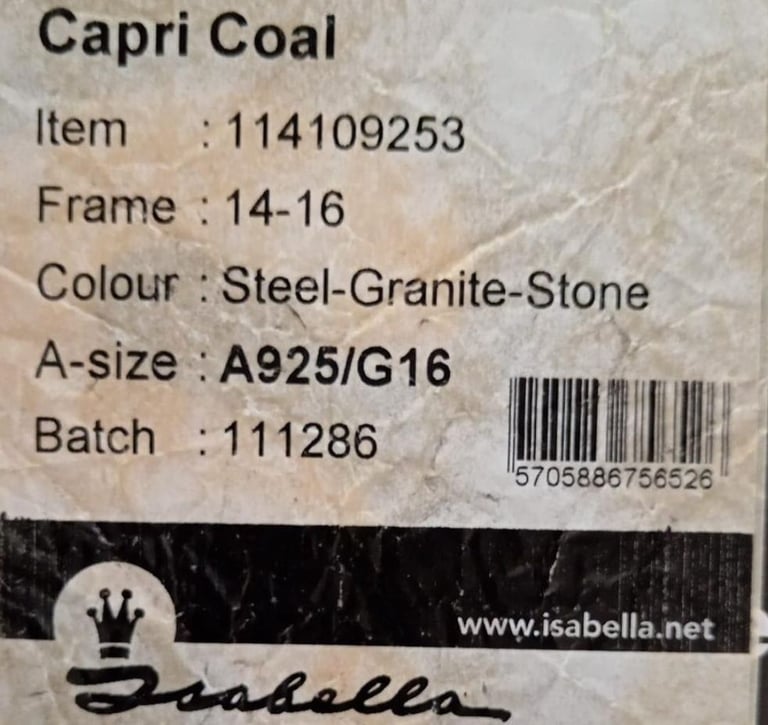 Capri Coal
Item : 114109253
Frame : 14-16
Colour : Steel-Granite-Stone
A-size : A925/G16
Batch : 111286
5705886756526
www.isabella.net
Isabella